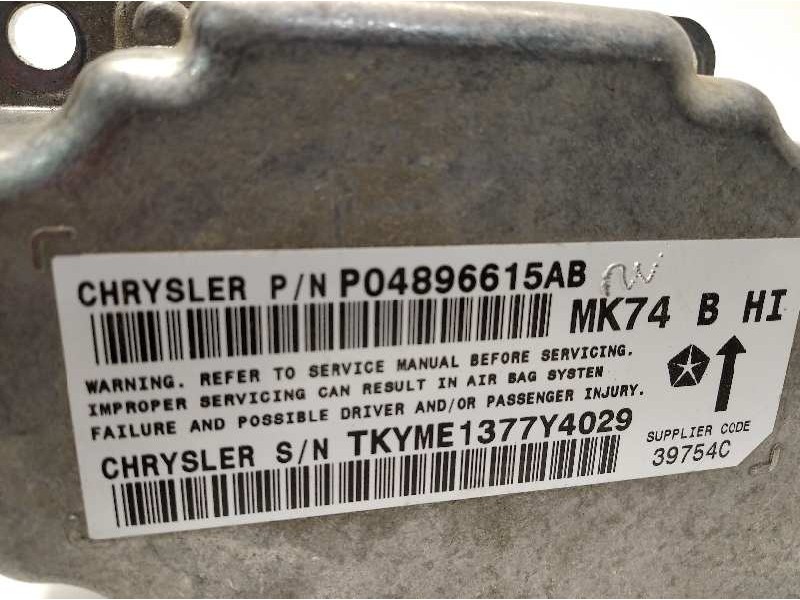 CHRYSLER P/N P04896615AB
MK74 B HI
WARNING. REFER TO SERVICE MANUAL BEFORE SERVICING.
IMPROPER SERVICING CAN RESULT IN AIR BAG SYSTEM
FAILURE AND POSSIBLE DRIVER AND/OR PASSENGER INJURY.
CHRYSLER S/N TKYME1377Y4029
SUPPLIER CODE
39754C